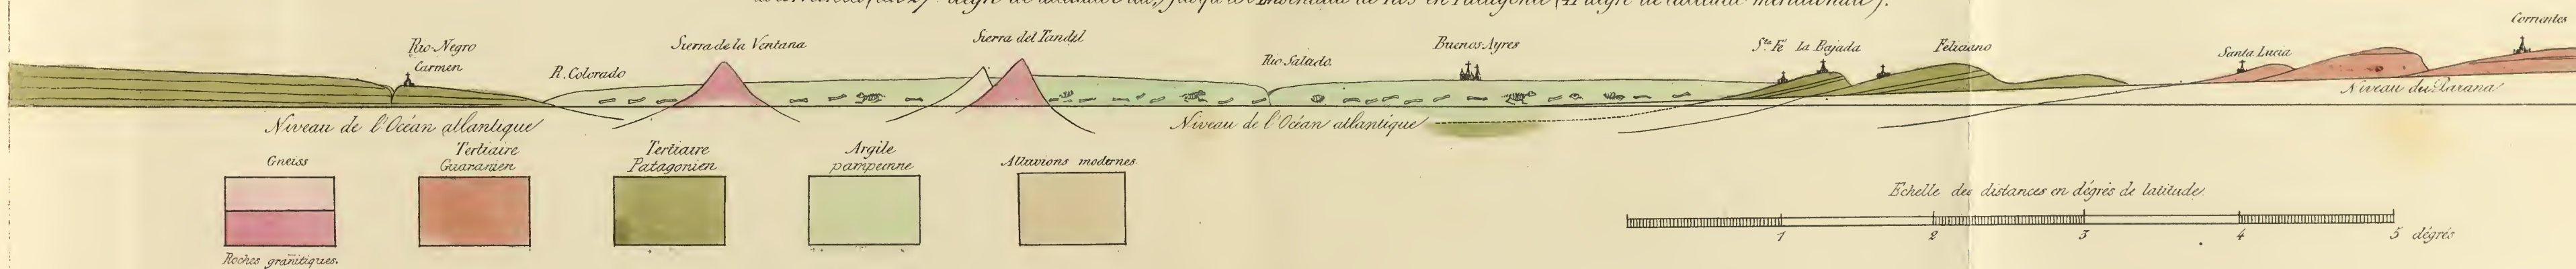 Rio-Negro
Carmen
R. Colorado
Sierra de la Ventana
Sierra del Tandil
Rio Salado.
Buenos-Ayres
Sta. Fé
La Bajada
Feliciano
Santa Lucia
Corrientes
Niveau de l'Océan atlantique
Niveau de l'Océan atlantique
Niveau du Parana
Gneiss
Tertiaire
Guaranien
Tertiaire
Patagonien
Argile
pampeenne
Alluvions modernes.
Roches granitiques.
Echelle des distances en dégrés de latitude
1 2 3 4 5 dégrés